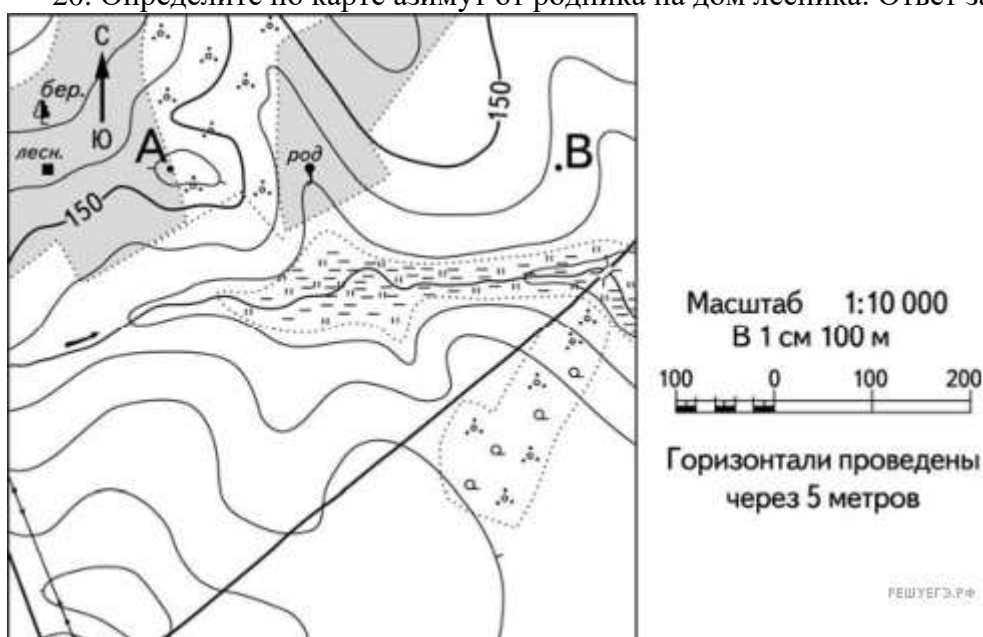 20. Определите по карте азимут от родника на дом лесника. Ответ за
С
бер.
Ю
лесн.
А
род
150
.В
150
Масштаб 1:10 000
В 1 см 100 м
100 0 100 200
Горизонтали проведены
через 5 метров
РЕШУЕГЭ.РФ